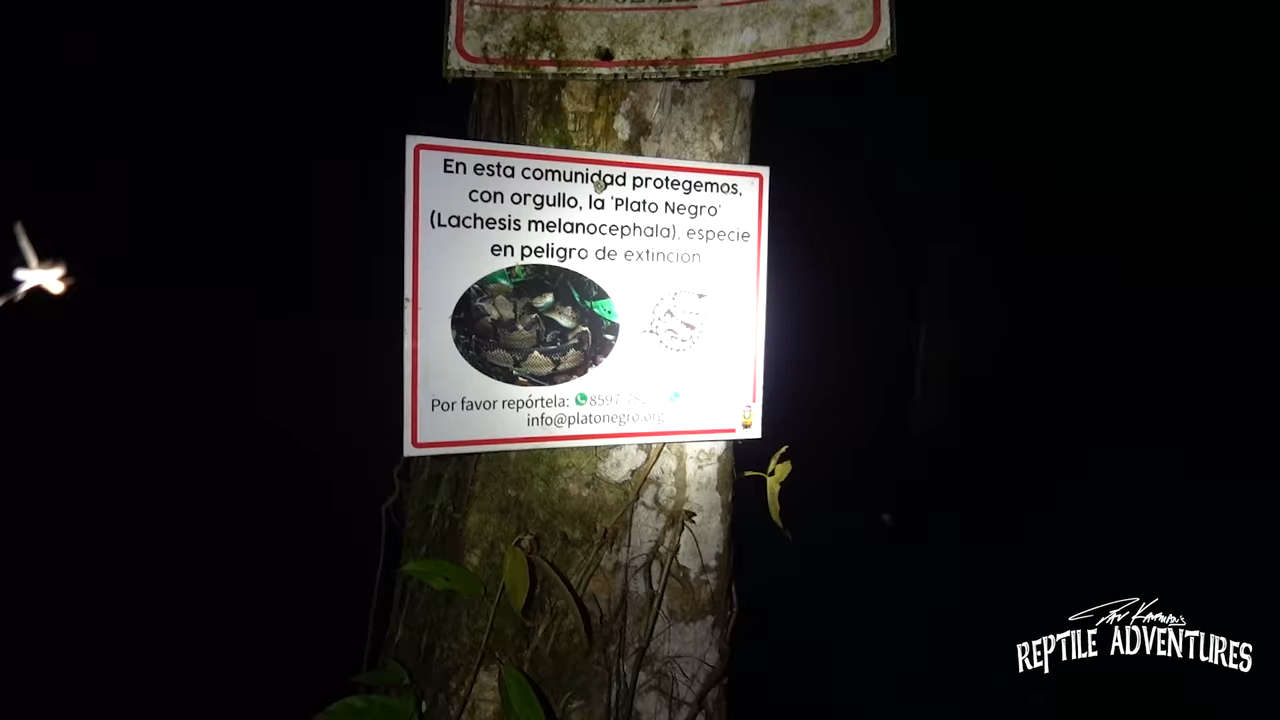 En esta comunidad protegemos,
con orgullo, la 'Plato Negro'
(Lachesis melanocephala), especie
en peligro de extincion
Por favor repórtela: 8597
info@platonegro.org
REPTILE ADVENTURES